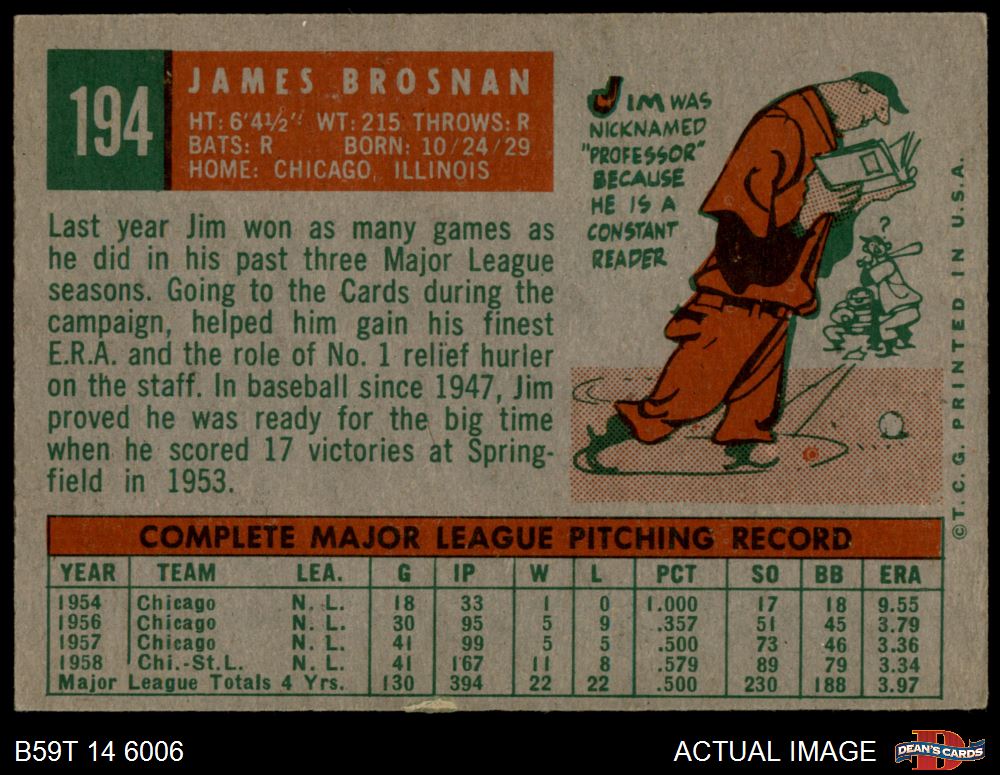 194
JAMES BROSNAN
HT: 6'4½" WT: 215 THROWS: R
BATS: R BORN: 10/24/29
HOME: CHICAGO, ILLINOIS
Last year Jim won as many games as
he did in his past three Major League
seasons. Going to the Cards during the
campaign, helped him gain his finest
E.R.A. and the role of No. 1 relief hurler
on the staff. In baseball since 1947, Jim
proved he was ready for the big time
when he scored 17 victories at Spring-
field in 1953.
JIM WAS
NICKNAMED
"PROFESSOR"
BECAUSE
HE IS A
CONSTANT
READER
?
© T. C. G. PRINTED IN U. S. A.
COMPLETE MAJOR LEAGUE PITCHING RECORD
YEAR TEAM LEA. G IP W L PCT SO BB ERA
1954 Chicago N. L. 18 33 1 0 1.000 17 18 9.55
1956 Chicago N. L. 30 95 5 9 .357 51 45 3.79
1957 Chicago N. L. 41 99 5 5 .500 73 46 3.36
1958 Chi.-St.L. N. L. 41 167 11 8 .579 89 79 3.34
Major League Totals 4 Yrs. 130 394 22 22 .500 230 188 3.97
B59T 14 6006
ACTUAL IMAGE
DEAN'S CARDS